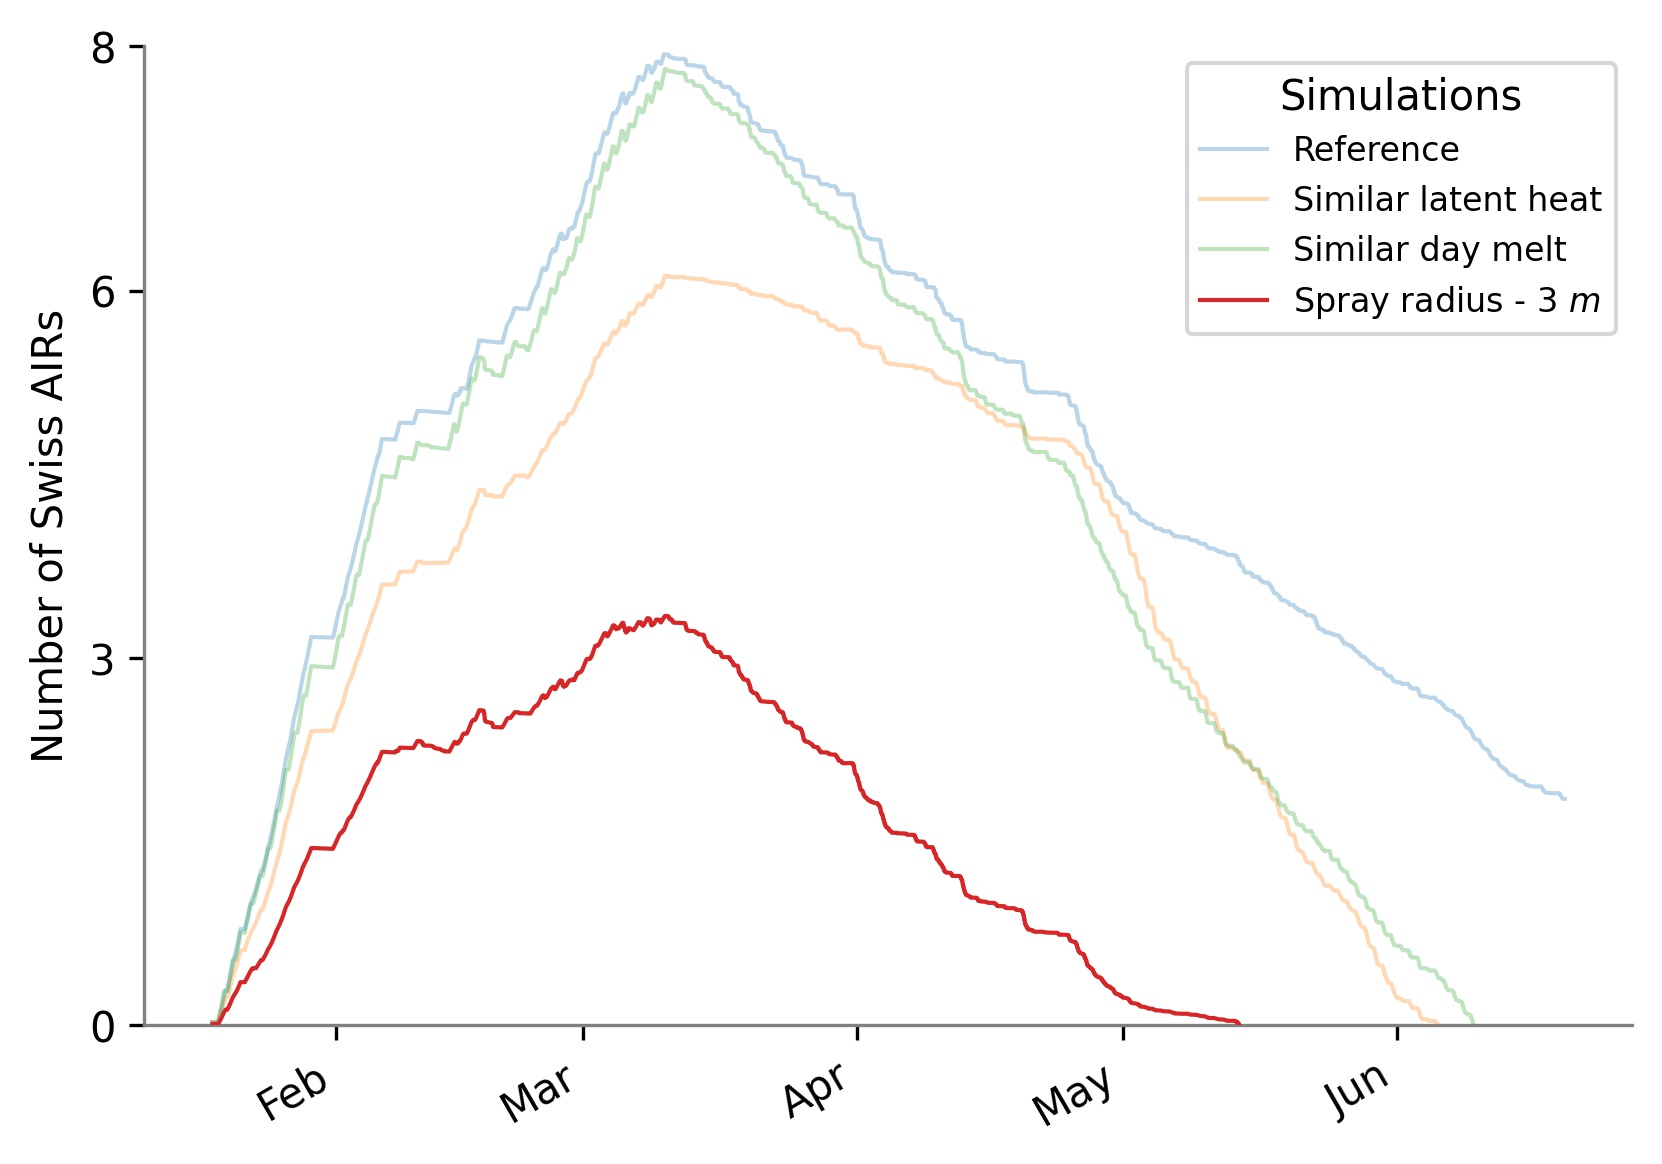 Number of Swiss AIRs
8
6
3
0
Feb
Mar
Apr
May
Jun
Simulations
Reference
Similar latent heat
Similar day melt
Spray radius - 3 m